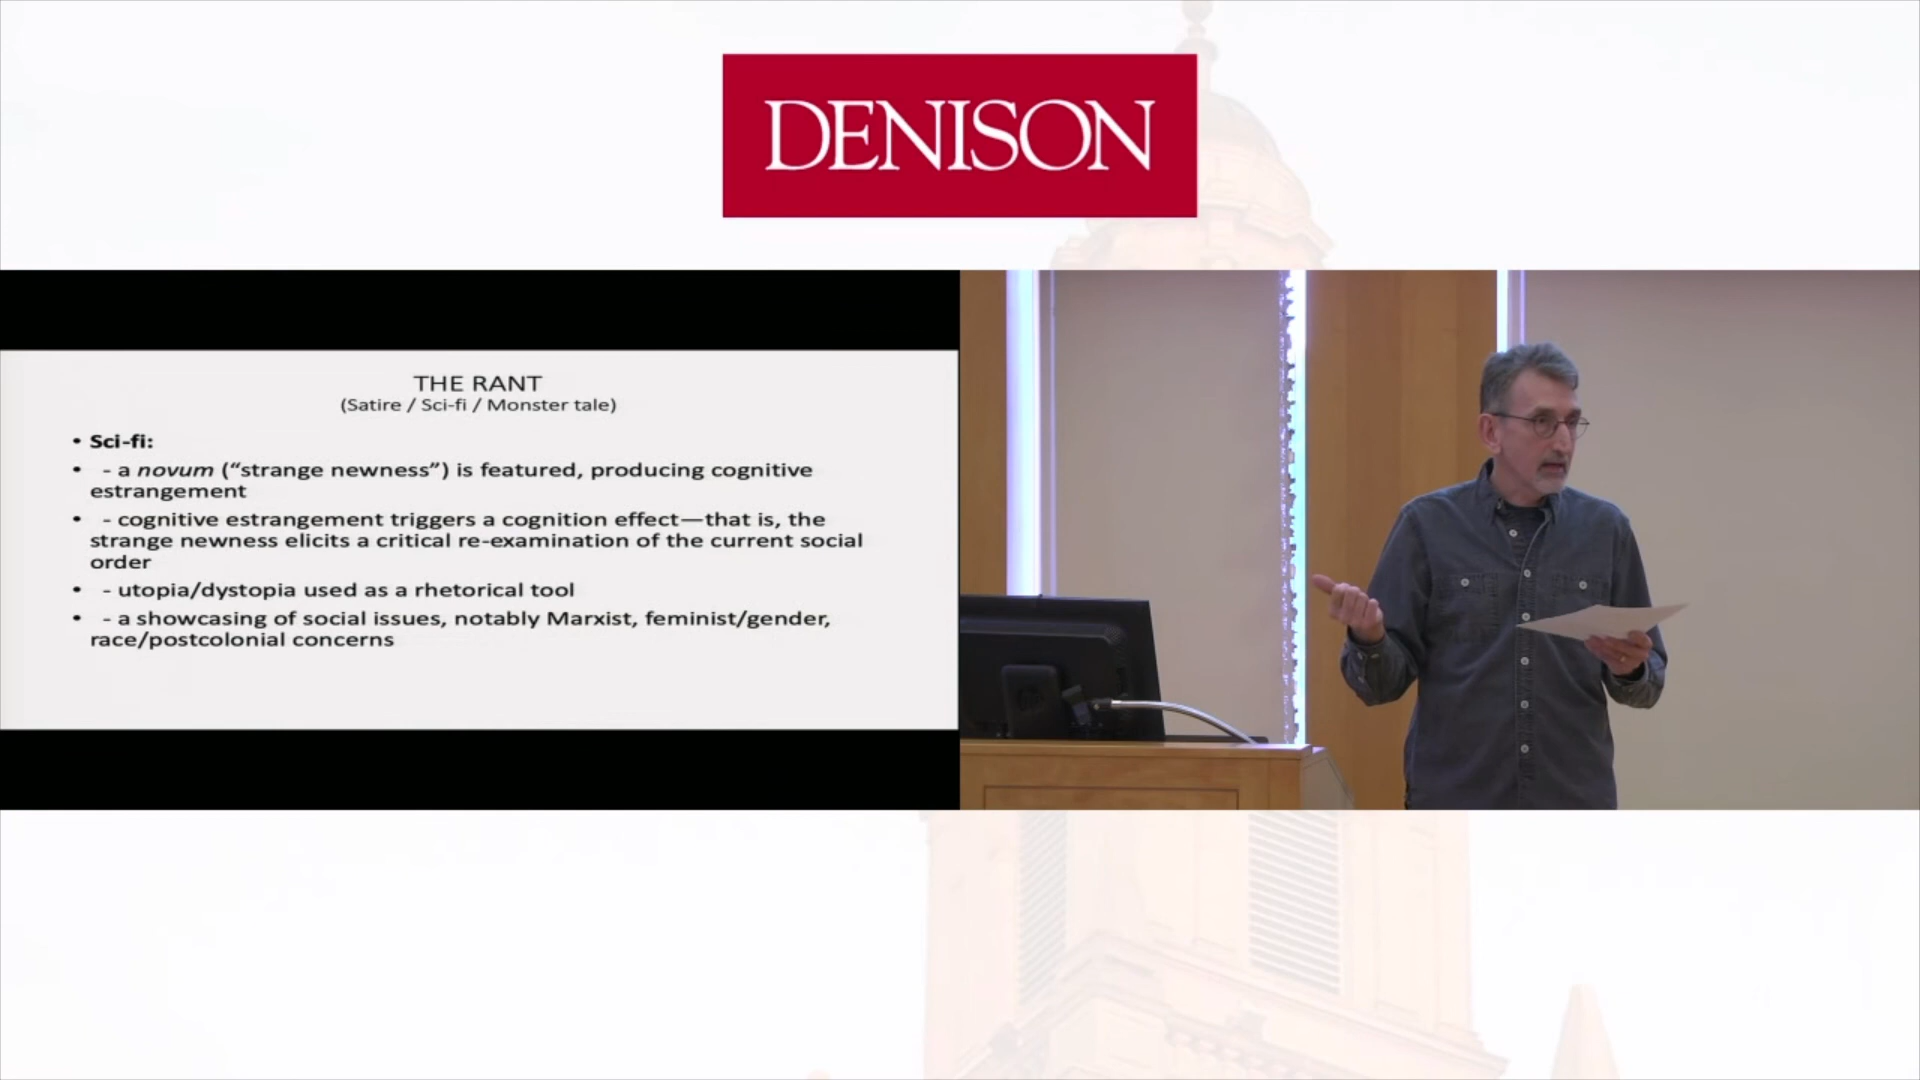 DENISON
THE RANT
(Satire / Sci-fi / Monster tale)
• Sci-fi:
• - a novum (“strange newness”) is featured, producing cognitive
estrangement
• - cognitive estrangement triggers a cognition effect—that is, the
strange newness elicits a critical re-examination of the current social
order
• - utopia/dystopia used as a rhetorical tool
• - a showcasing of social issues, notably Marxist, feminist/gender,
race/postcolonial concerns